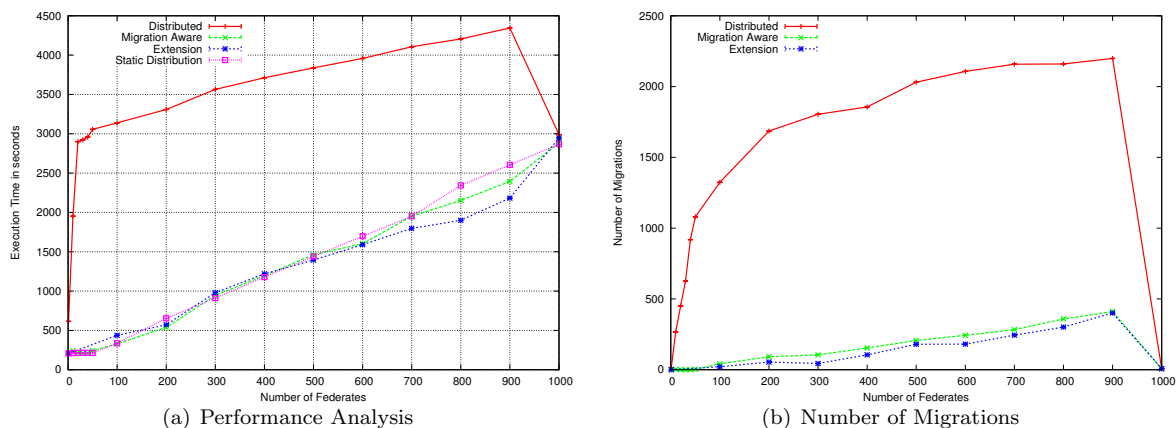 4500
4000
3500
3000
2500
2000
1500
1000
500
0
Execution Time in seconds
Distributed
Migration Aware
Extension
Static Distribution
0 100 200 300 400 500 600 700 800 900 1000
Number of Federates
(a) Performance Analysis
2500
2000
1500
1000
500
0
Number of Migrations
Distributed
Migration Aware
Extension
0 100 200 300 400 500 600 700 800 900 1000
Number of Federates
(b) Number of Migrations